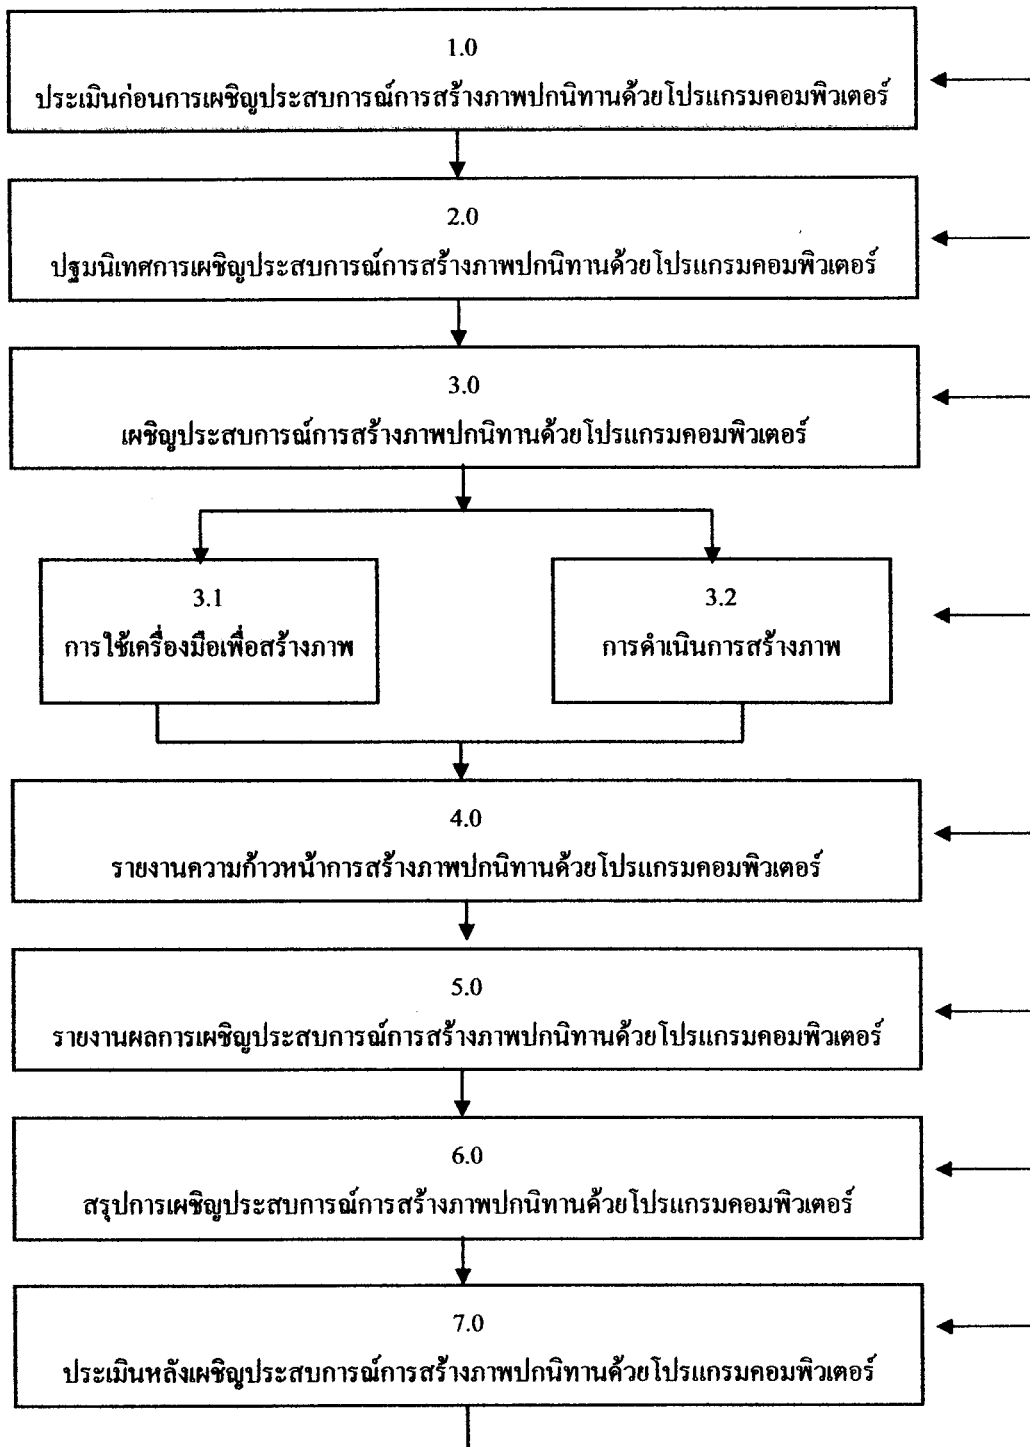 1.0
ประเมินก่อนการเผชิญประสบการณ์การสร้างภาพปกนิทานด้วยโปรแกรมคอมพิวเตอร์
2.0
ปฐมนิเทศการเผชิญประสบการณ์การสร้างภาพปกนิทานด้วยโปรแกรมคอมพิวเตอร์
3.0
เผชิญประสบการณ์การสร้างภาพปกนิทานด้วยโปรแกรมคอมพิวเตอร์
3.1
การใช้เครื่องมือเพื่อสร้างภาพ
3.2
การดำเนินการสร้างภาพ
4.0
รายงานความก้าวหน้าการสร้างภาพปกนิทานด้วยโปรแกรมคอมพิวเตอร์
5.0
รายงานผลการเผชิญประสบการณ์การสร้างภาพปกนิทานด้วยโปรแกรมคอมพิวเตอร์
6.0
สรุปการเผชิญประสบการณ์การสร้างภาพปกนิทานด้วยโปรแกรมคอมพิวเตอร์
7.0
ประเมินหลังเผชิญประสบการณ์การสร้างภาพปกนิทานด้วยโปรแกรมคอมพิวเตอร์